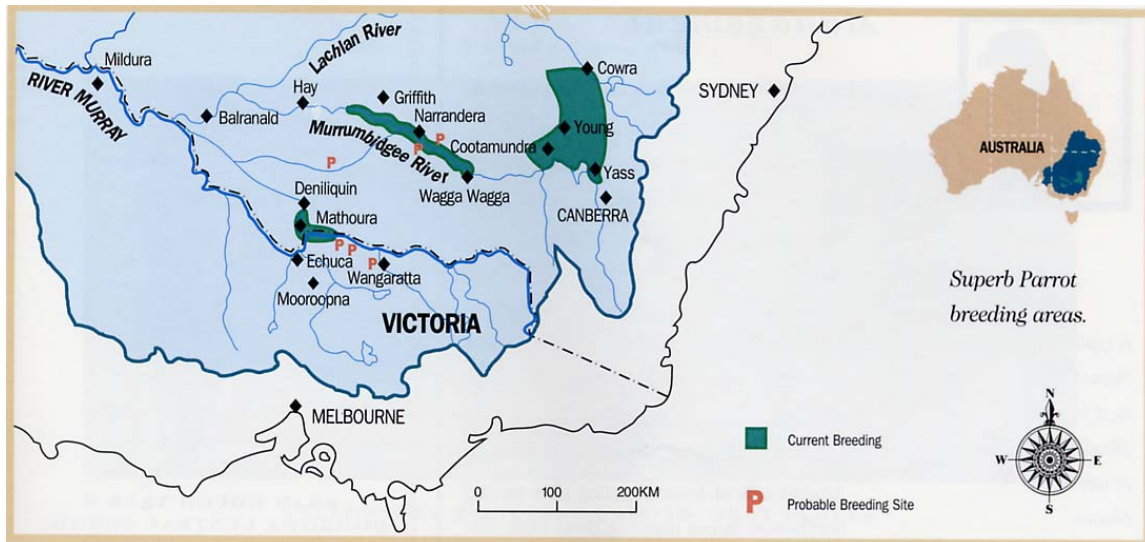 Mildura
RIVER MURRAY
Lachlan River
Hay
Balranald
Griffith
Narrandera
Murrumbidgee River
Cowra
SYDNEY
Young
Cootamundra
P
P
P
Yass
Wagga Wagga
CANBERRA
Deniliquin
Mathoura
P
P
P
Echuca
Wangaratta
Mooroopna
VICTORIA
MELBOURNE
AUSTRALIA
Superb Parrot
breeding areas.
Current Breeding
P Probable Breeding Site
0 100 200KM
N
W E
S